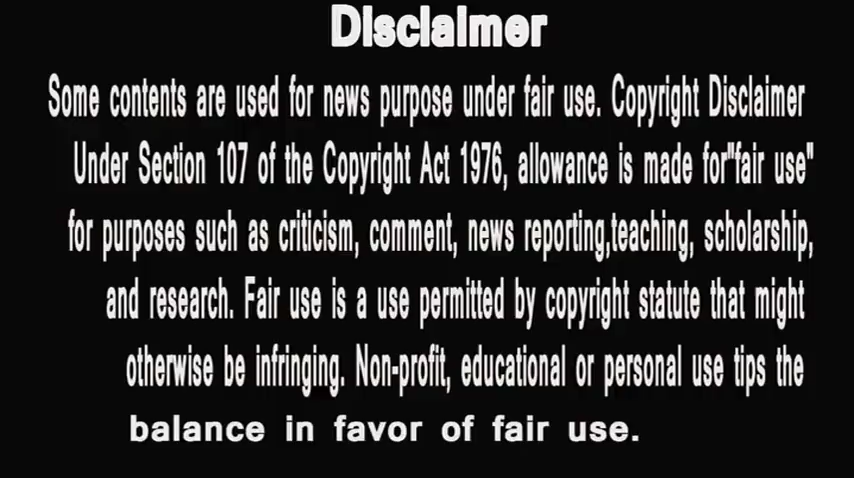 Disclaimer
Some contents are used for news purpose under fair use. Copyright Disclaimer
Under Section 107 of the Copyright Act 1976, allowance is made for"fair use"
for purposes such as criticism, comment, news reporting,teaching, scholarship,
and research. Fair use is a use permitted by copyright statute that might
otherwise be infringing. Non-profit, educational or personal use tips the
balance in favor of fair use.